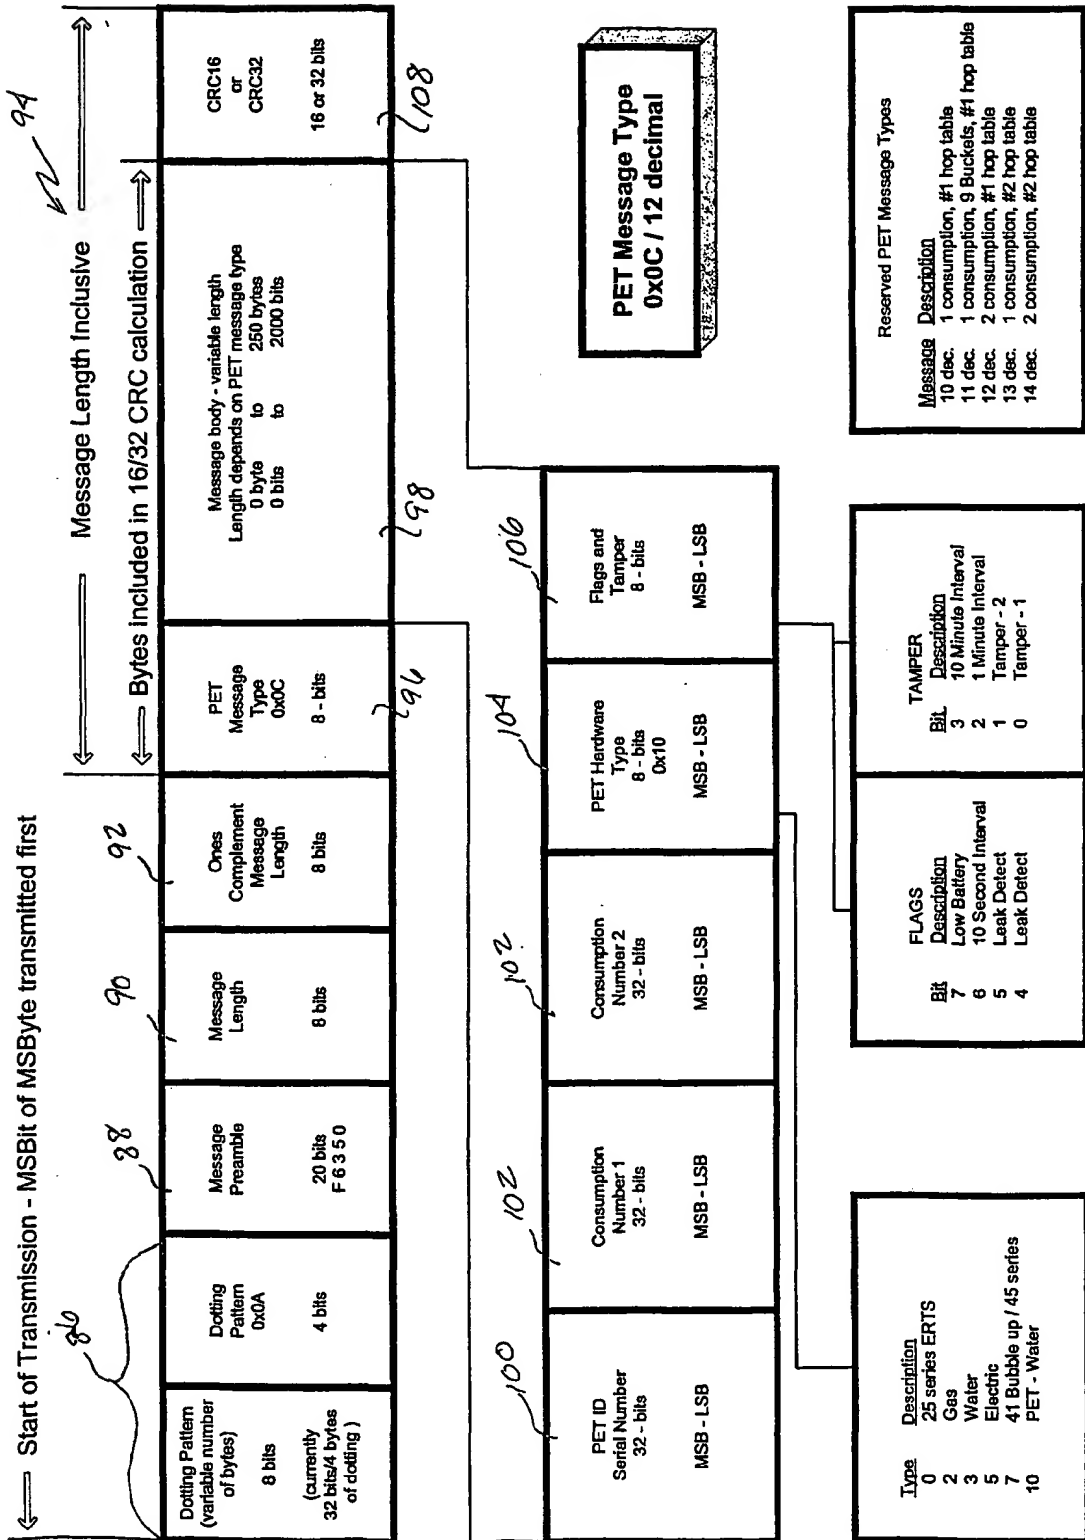 Start of Transmission - MSBit of MSByte transmitted first
Message Length Inclusive
94
Bytes included in 16/32 CRC calculation
86
88
90
92
Dotting Pattern
(variable number
of bytes)
8 bits
(currently
32 bits/4 bytes
of dotting )
Dotting
Pattern
0x0A
4 bits
Message
Preamble
20 bits
F 6 3 5 0
Message
Length
8 bits
Ones
Complement
Message
Length
8 bits
PET
Message
Type
0x0C
8 - bits
96
Message body - variable length
Length depends on PET message type
0 byte to 250 bytes
0 bits to 2000 bits
98
CRC16
or
CRC32
16 or 32 bits
108
100
PET ID
Serial Number
32 - bits
MSB - LSB
102
Consumption
Number 1
32 - bits
MSB - LSB
102
Consumption
Number 2
32 - bits
MSB - LSB
104
PET Hardware
Type
8 - bits
0x10
MSB - LSB
106
Flags and
Tamper
8 - bits
MSB - LSB
PET Message Type
0x0C / 12 decimal
Type Description
0 25 series ERTS
2 Gas
3 Water
5 Electric
7 41 Bubble up / 45 series
10 PET - Water
FLAGS
Bit Description
7 Low Battery
6 10 Second Interval
5 Leak Detect
4 Leak Detect
TAMPER
Bit Description
3 10 Minute Interval
2 1 Minute Interval
1 Tamper - 2
0 Tamper - 1
Reserved PET Message Types
Message Description
10 dec. 1 consumption, #1 hop table
11 dec. 1 consumption, 9 Buckets, #1 hop table
12 dec. 2 consumption, #1 hop table
13 dec. 1 consumption, #2 hop table
14 dec. 2 consumption, #2 hop table